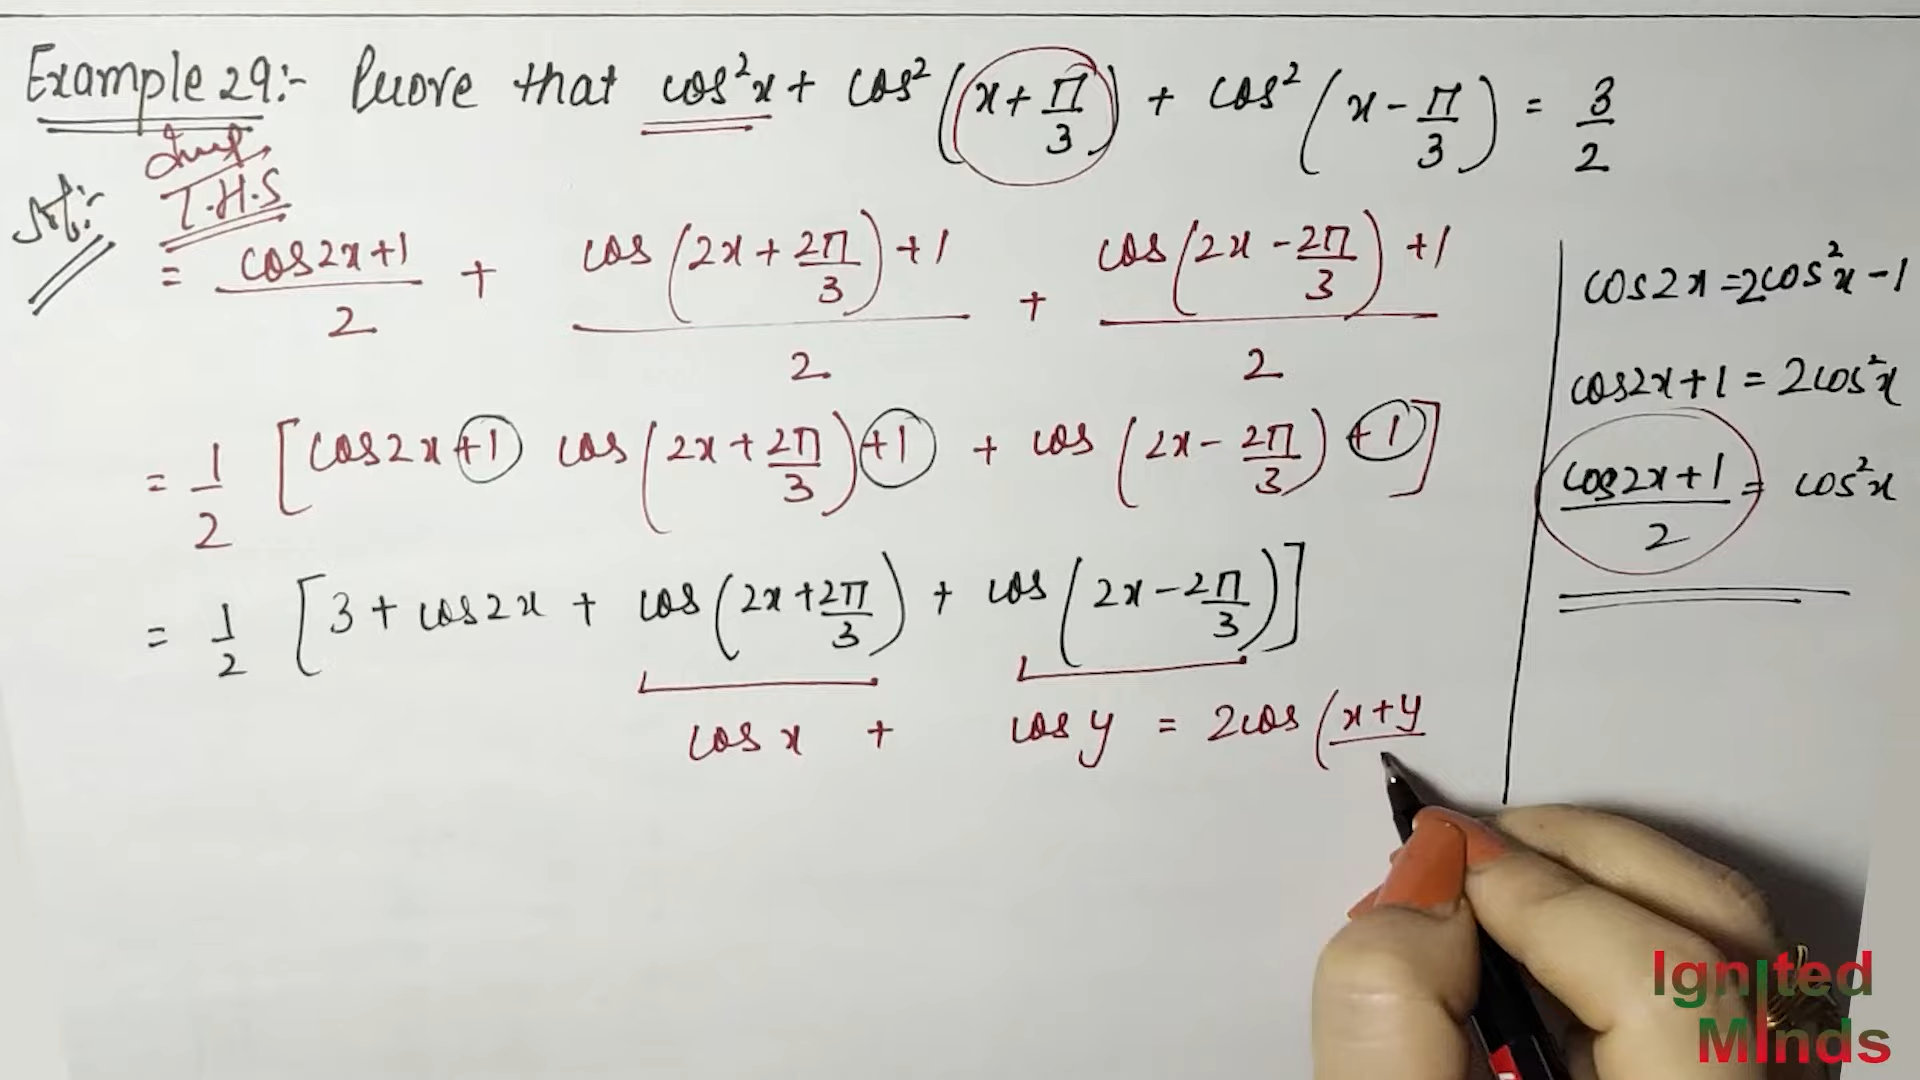 Example 29:- Prove that cos²x + cos² (x + π/3) + cos² (x - π/3) = 3/2
Imp
L.H.S
= cos2x+1/2 + cos(2x + 2π/3) + 1/2 + cos(2x - 2π/3) + 1/2
= 1/2 [cos2x +1 cos(2x + 2π/3) +1 + cos(2x - 2π/3) +1]
= 1/2 [3 + cos2x + cos(2x + 2π/3) + cos(2x - 2π/3)]
cos x + cos y = 2cos (x+y
cos2x = 2cos²x - 1
cos2x + 1 = 2cos²x
cos2x + 1/2 = cos²x
Ignited
Minds